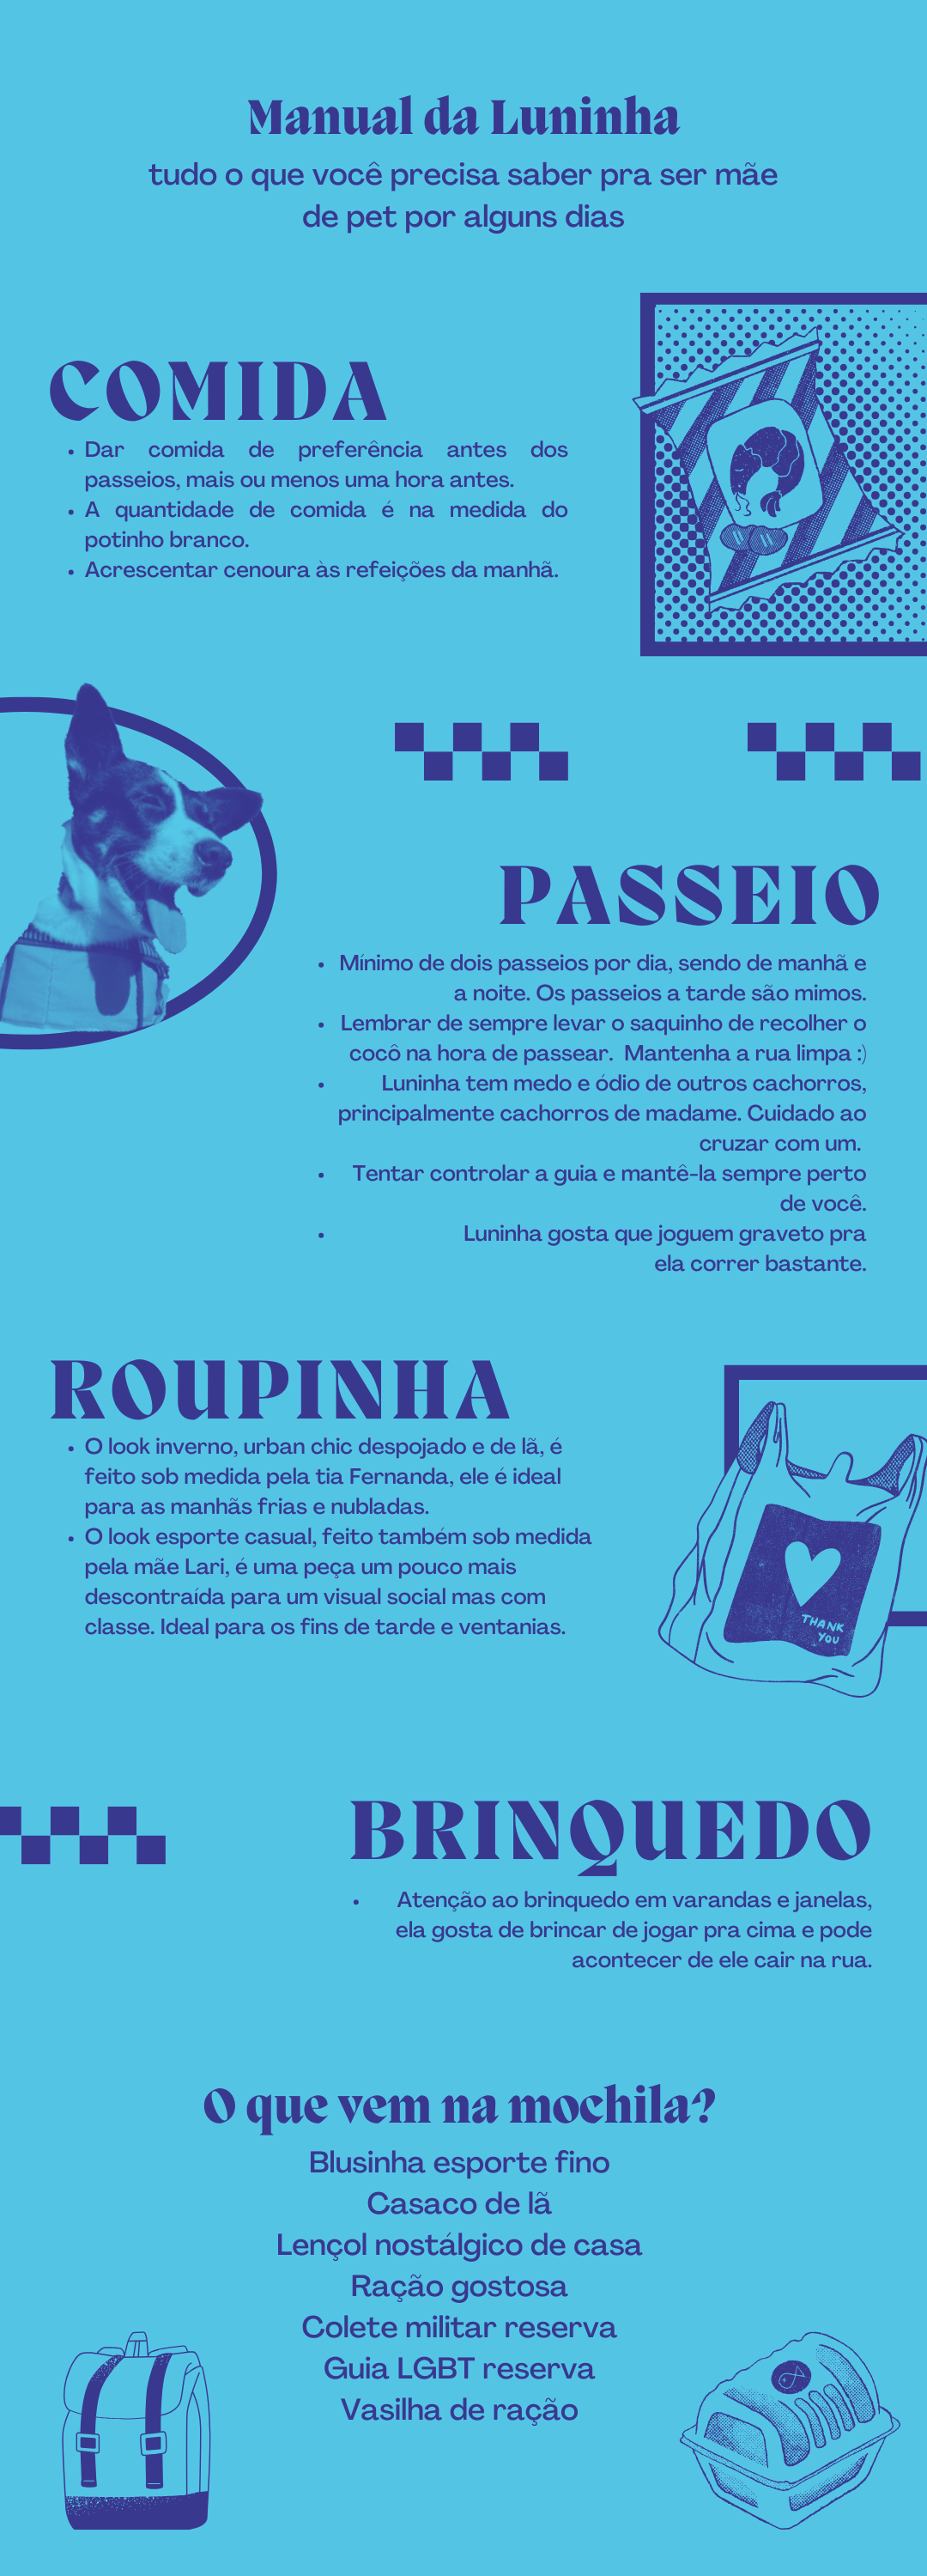 Manual da Luninha
tudo o que você precisa saber pra ser mãe
de pet por alguns dias
COMIDA
• Dar comida de preferência antes dos
passeios, mais ou menos uma hora antes.
• A quantidade de comida é na medida do
potinho branco.
• Acrescentar cenoura às refeições da manhã.
PASSEIO
• Mínimo de dois passeios por dia, sendo de manhã e
a noite. Os passeios a tarde são mimos.
• Lembrar de sempre levar o saquinho de recolher o
cocô na hora de passear. Mantenha a rua limpa :)
• Luninha tem medo e ódio de outros cachorros,
principalmente cachorros de madame. Cuidado ao
cruzar com um.
• Tentar controlar a guia e mantê-la sempre perto
de você.
• Luninha gosta que joguem graveto pra
ela correr bastante.
ROUPINHA
• O look inverno, urban chic despojado e de lã, é
feito sob medida pela tia Fernanda, ele é ideal
para as manhãs frias e nubladas.
• O look esporte casual, feito também sob medida
pela mãe Lari, é uma peça um pouco mais
descontraída para um visual social mas com
classe. Ideal para os fins de tarde e ventanias.
THANK
YOU
BRINQUEDO
• Atenção ao brinquedo em varandas e janelas,
ela gosta de brincar de jogar pra cima e pode
acontecer de ele cair na rua.
O que vem na mochila?
Blusinha esporte fino
Casaco de lã
Lençol nostálgico de casa
Ração gostosa
Colete militar reserva
Guia LGBT reserva
Vasilha de ração